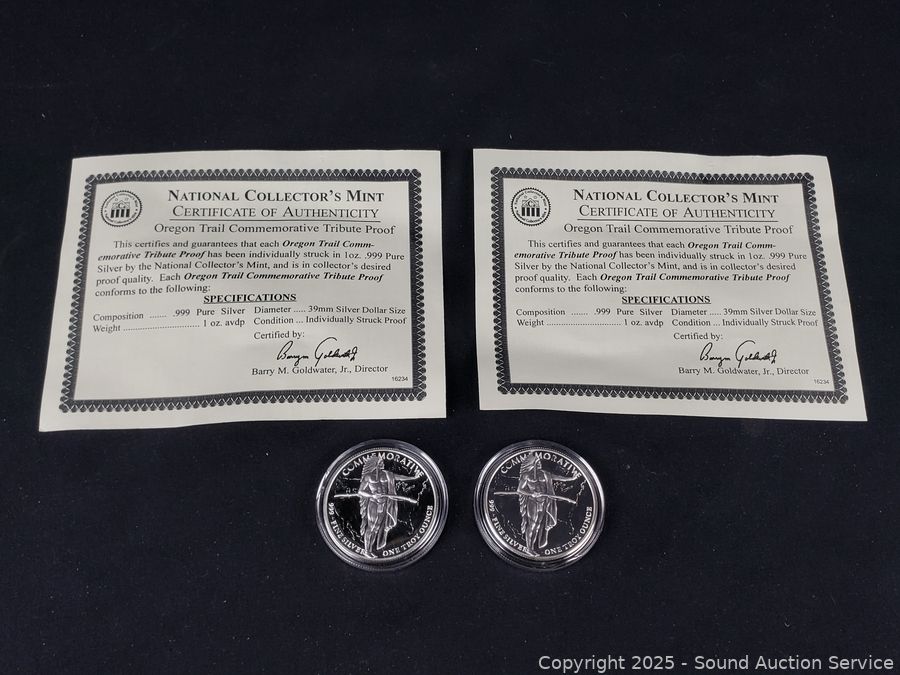 NATIONAL COLLECTOR'S MINT
CERTIFICATE OF AUTHENTICITY
Oregon Trail Commemorative Tribute Proof
This certifies and guarantees that each Oregon Trail Comm-
emorative Tribute Proof has been individually struck in 1oz. .999 Pure
Silver by the National Collector's Mint, and is in collector's desired
proof quality. Each Oregon Trail Commemorative Tribute Proof
conforms to the following:
SPECIFICATIONS
Composition ....... .999 Pure Silver Diameter ..... 39mm Silver Dollar Size
Weight ............................ 1 oz. avdp Condition ... Individually Struck Proof
Certified by:
Barry M. Goldwater, Jr., Director
16234
NATIONAL COLLECTOR'S MINT
CERTIFICATE OF AUTHENTICITY
Oregon Trail Commemorative Tribute Proof
This certifies and guarantees that each Oregon Trail Comm-
emorative Tribute Proof has been individually struck in 1oz. .999 Pure
Silver by the National Collector's Mint, and is in collector's desired
proof quality. Each Oregon Trail Commemorative Tribute Proof
conforms to the following:
SPECIFICATIONS
Composition ....... .999 Pure Silver Diameter ..... 39mm Silver Dollar Size
Weight ............................ 1 oz. avdp Condition ... Individually Struck Proof
Certified by:
Barry M. Goldwater, Jr., Director
16234
COMMEMORATIVE
.999 FINE SILVER ONE TROY OUNCE
COMMEMORATIVE
.999 FINE SILVER ONE TROY OUNCE
Copyright 2025 - Sound Auction Service